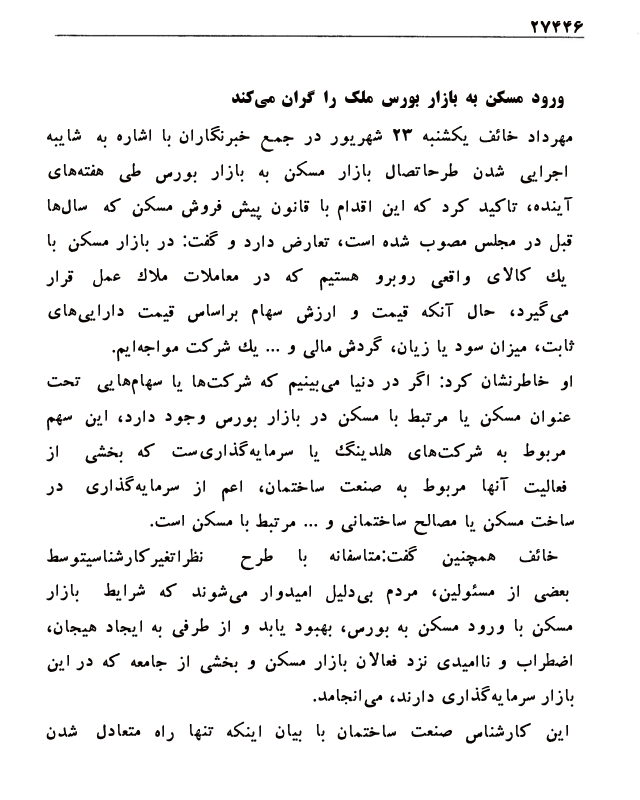 ۲۷۴۴۶
ورود مسکن به بازار بورس ملک را گران می‌کند
مهرداد خائف یکشنبه ۲۳ شهریور در جمع خبرنگاران با اشاره به شایبه
اجرایی شدن طرحاتصال بازار مسکن به بازار بورس طی هفته‌های
آینده، تاکید کرد که این اقدام با قانون پیش فروش مسکن که سال‌ها
قبل در مجلس مصوب شده است، تعارض دارد و گفت: در بازار مسکن با
یك کالای واقعی روبرو هستیم که در معاملات ملاك عمل قرار
می‌گیرد، حال آنکه قیمت و ارزش سهام براساس قیمت دارایی‌های
ثابت، میزان سود یا زیان، گردش مالی و ... یك شرکت مواجه‌ایم.
او خاطرنشان کرد: اگر در دنیا می‌بینیم که شرکت‌ها یا سهام‌هایی تحت
عنوان مسکن یا مرتبط با مسکن در بازار بورس وجود دارد، این سهم
مربوط به شرکت‌های هلدینگ یا سرمایه‌گذاری‌ست که بخشی از
فعالیت آنها مربوط به صنعت ساختمان، اعم از سرمایه‌گذاری در
ساخت مسکن یا مصالح ساختمانی و ... مرتبط با مسکن است.
خائف همچنین گفت:متاسفانه با طرح نظراتغیرکارشناسیتوسط
بعضی از مسئولین، مردم بی‌دلیل امیدوار می‌شوند که شرایط بازار
مسکن با ورود مسکن به بورس، بهبود یابد و از طرفی به ایجاد هیجان،
اضطراب و ناامیدی نزد فعالان بازار مسکن و بخشی از جامعه که در این
بازار سرمایه‌گذاری دارند، می‌انجامد.
این کارشناس صنعت ساختمان با بیان اینکه تنها راه متعادل شدن